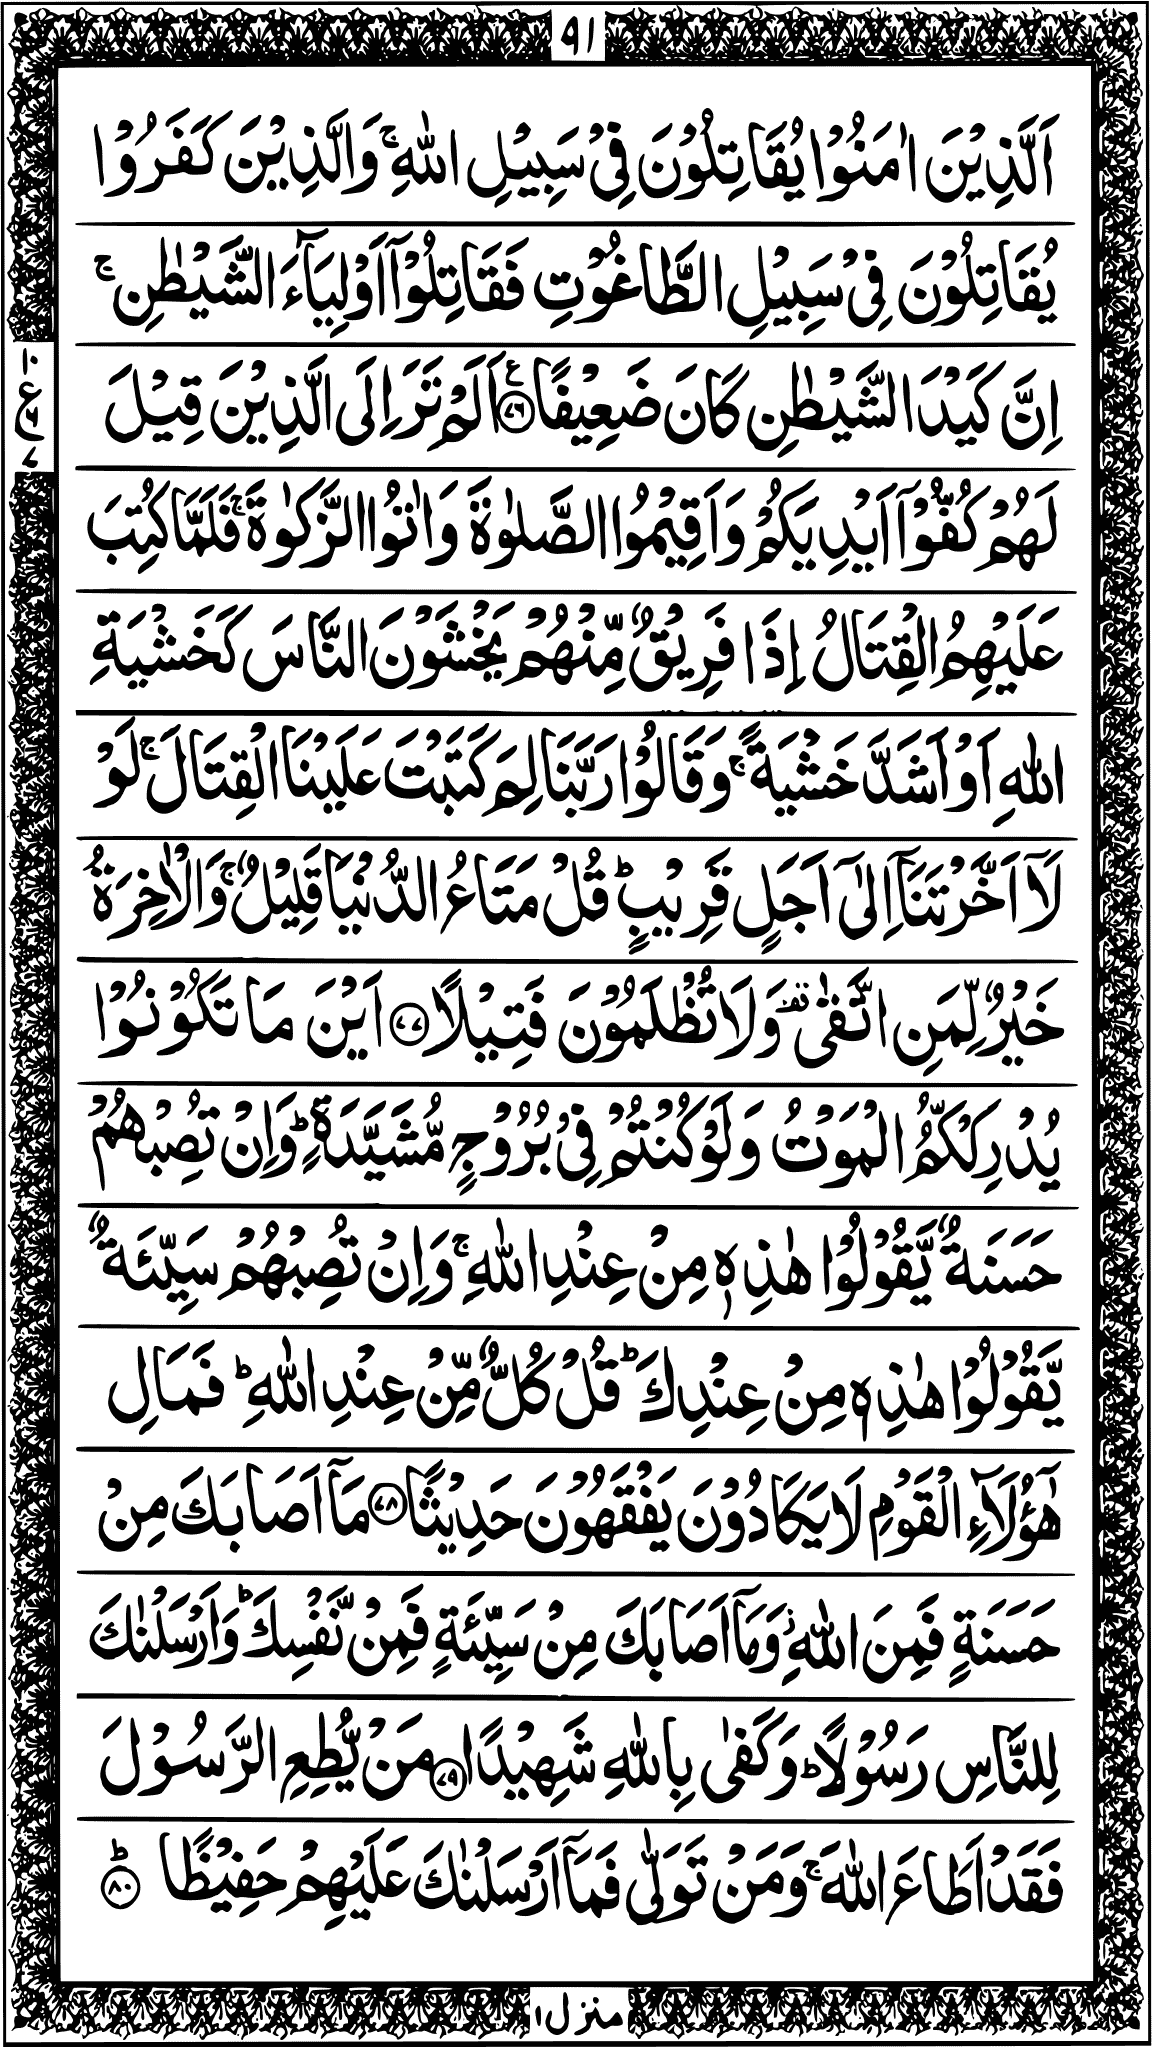 ٩١
اَلَّذِيْنَ اٰمَنُوْا يُقَاتِلُوْنَ فِيْ سَبِيْلِ اللّٰهِ ۚ وَالَّذِيْنَ كَفَرُوْا
يُقَاتِلُوْنَ فِيْ سَبِيْلِ الطَّاغُوْتِ فَقَاتِلُوْٓا اَوْلِيَآءَ الشَّيْطٰنِ ۚ
اِنَّ كَيْدَ الشَّيْطٰنِ كَانَ ضَعِيْفًا ۧ ﴿٧٦﴾ اَلَمْ تَرَ اِلَى الَّذِيْنَ قِيْلَ
١٠
ع
٦
٧
لَهُمْ كُفُّوْٓا اَيْدِيَكُمْ وَاَقِيْمُوا الصَّلٰوةَ وَاٰتُوا الزَّكٰوةَ ۚ فَلَمَّا كُتِبَ
عَلَيْهِمُ الْقِتَالُ اِذَا فَرِيْقٌ مِّنْهُمْ يَخْشَوْنَ النَّاسَ كَخَشْيَةِ
اللّٰهِ اَوْ اَشَدَّ خَشْيَةً ۚ وَقَالُوْا رَبَّنَا لِمَ كَتَبْتَ عَلَيْنَا الْقِتَالَ ۚ لَوْ
لَآ اَخَّرْتَنَآ اِلٰٓى اَجَلٍ قَرِيْبٍ ؕ قُلْ مَتَاعُ الدُّنْيَا قَلِيْلٌ ۚ وَالْاٰخِرَةُ
خَيْرٌ لِّمَنِ اتَّقٰى ۣ وَلَا تُظْلَمُوْنَ فَتِيْلًا ﴿٧٧﴾ اَيْنَ مَا تَكُوْنُوْا
يُدْرِكْكُّمُ الْمَوْتُ وَلَوْ كُنْتُمْ فِيْ بُرُوْجٍ مُّشَيَّدَةٍ ؕ وَاِنْ تُصِبْهُمْ
حَسَنَةٌ يَّقُوْلُوْا هٰذِهٖ مِنْ عِنْدِ اللّٰهِ ۚ وَاِنْ تُصِبْهُمْ سَيِّئَةٌ
يَّقُوْلُوْا هٰذِهٖ مِنْ عِنْدِكَ ؕ قُلْ كُلٌّ مِّنْ عِنْدِ اللّٰهِ ؕ فَمَالِ
هٰٓؤُلَآءِ الْقَوْمِ لَا يَكَادُوْنَ يَفْقَهُوْنَ حَدِيْثًا ﴿٧٨﴾ مَآ اَصَابَكَ مِنْ
حَسَنَةٍ فَمِنَ اللّٰهِ ۡ وَمَآ اَصَابَكَ مِنْ سَيِّئَةٍ فَمِنْ نَّفْسِكَ ؕ وَاَرْسَلْنٰكَ
لِلنَّاسِ رَسُوْلًا ؕ وَكَفٰى بِاللّٰهِ شَهِيْدًا ﴿٧٩﴾ مَنْ يُّطِعِ الرَّسُوْلَ
فَقَدْ اَطَاعَ اللّٰهَ ۚ وَمَنْ تَوَلّٰى فَمَآ اَرْسَلْنٰكَ عَلَيْهِمْ حَفِيْظًا ؕ ﴿٨٠﴾
منزل ١